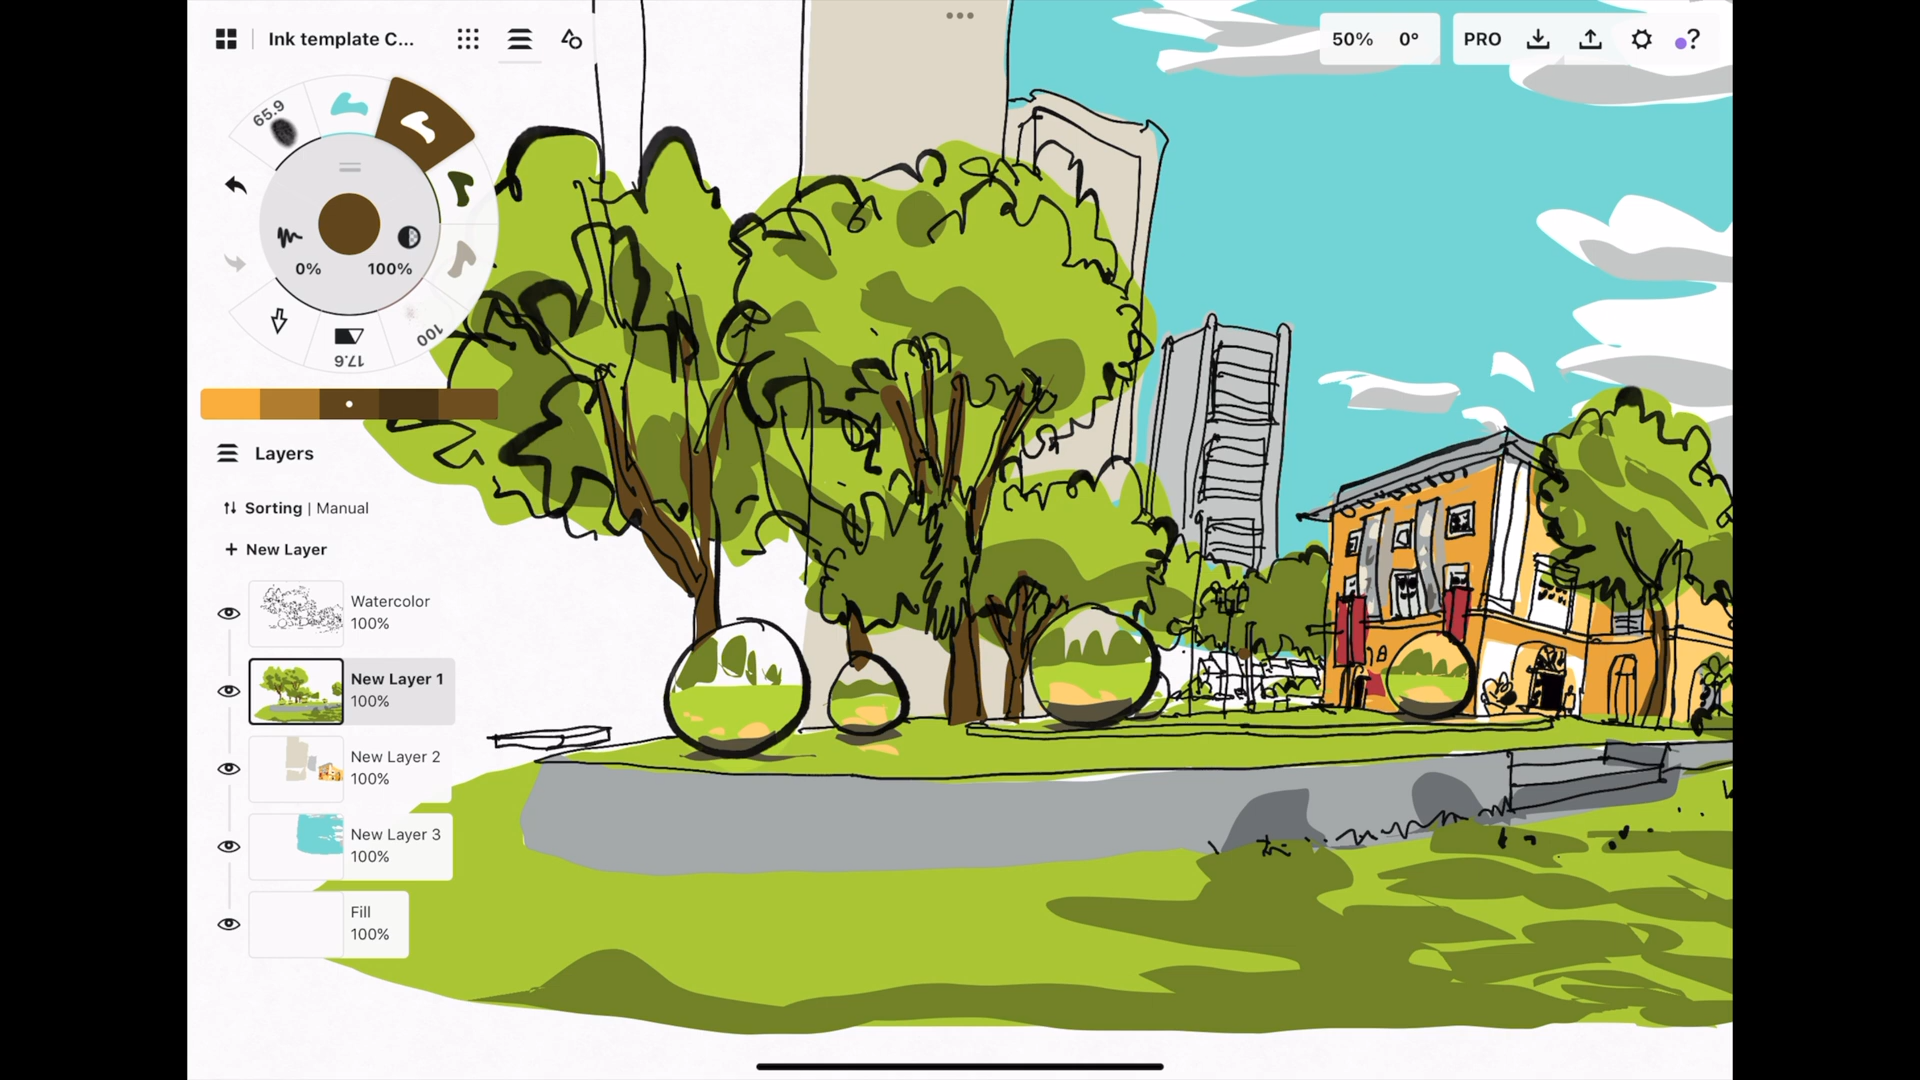 Ink template C...
50% 0°
PRO
?
65.9
0% 100%
100
17.6
Layers
Sorting | Manual
+ New Layer
Watercolor
100%
New Layer 1
100%
New Layer 2
100%
New Layer 3
100%
Fill
100%